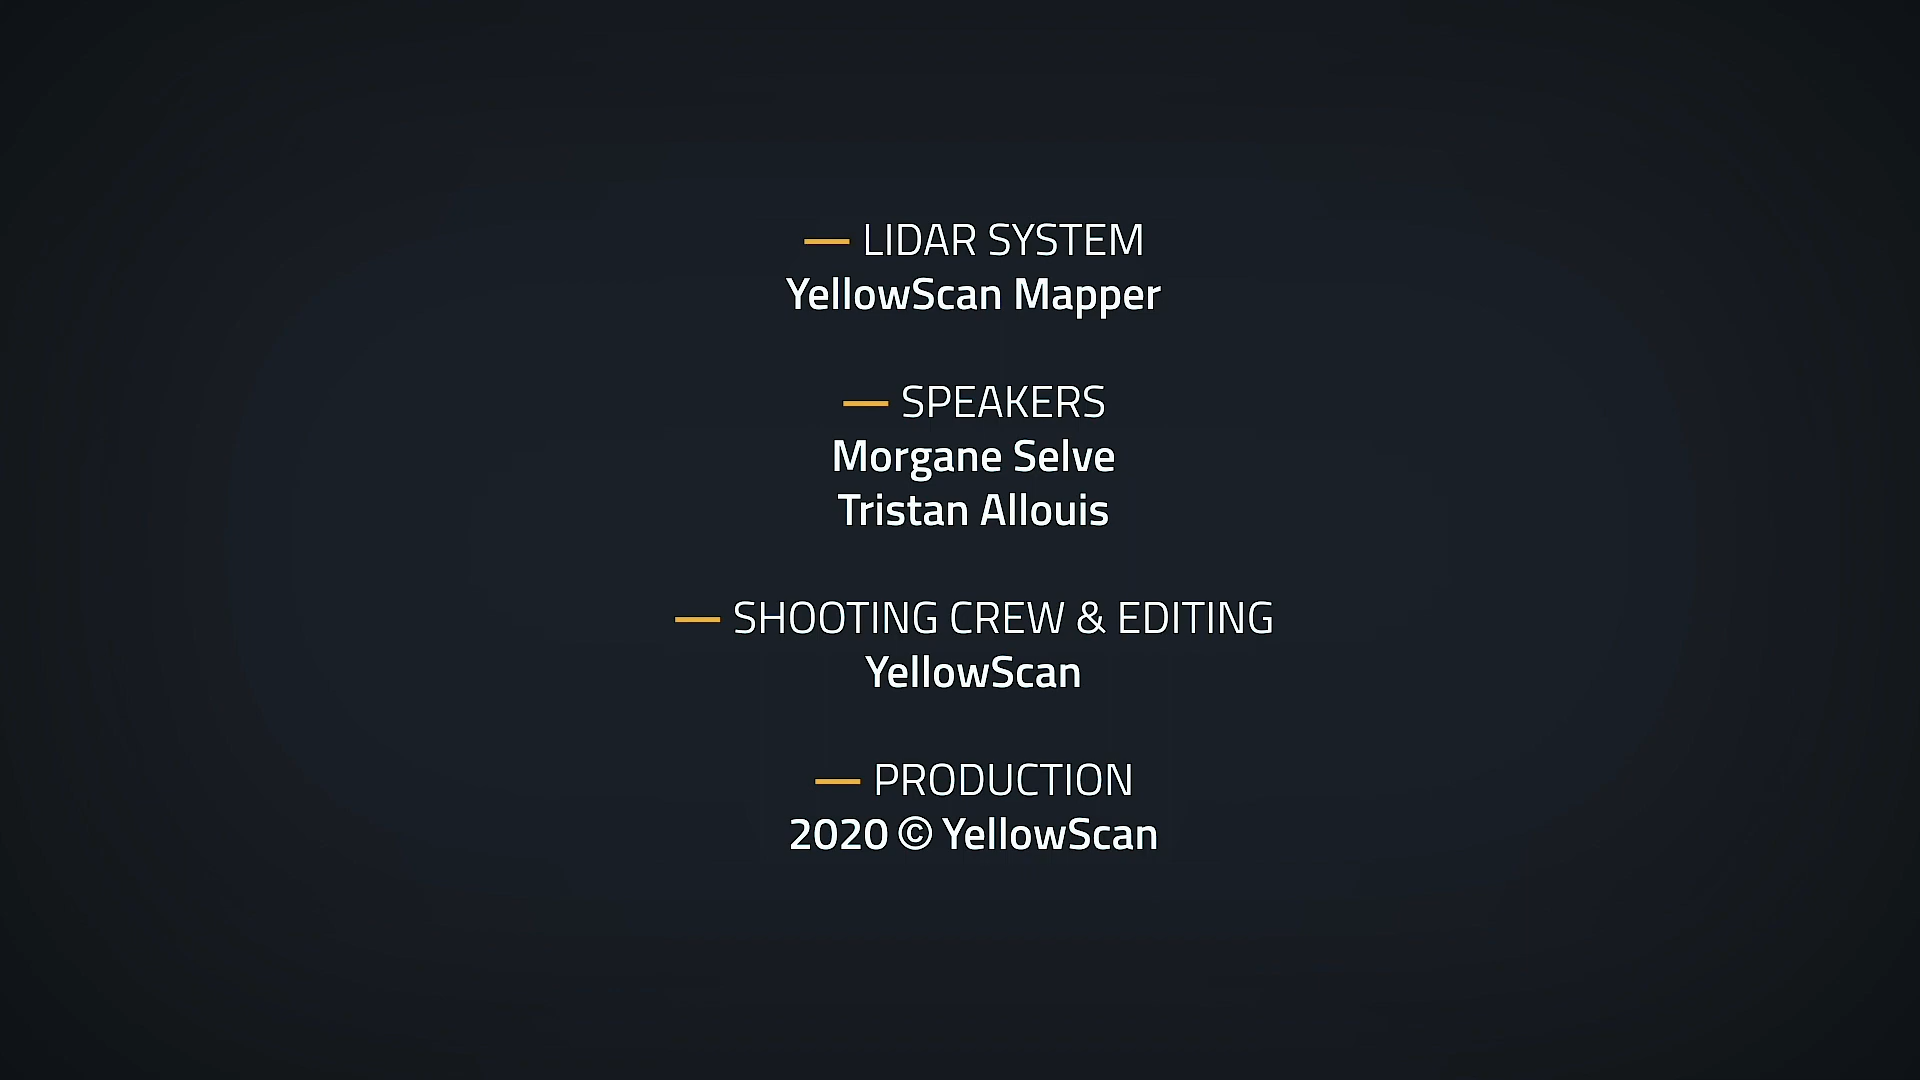 — LIDAR SYSTEM
YellowScan Mapper
— SPEAKERS
Morgane Selve
Tristan Allouis
— SHOOTING CREW & EDITING
YellowScan
— PRODUCTION
2020 © YellowScan